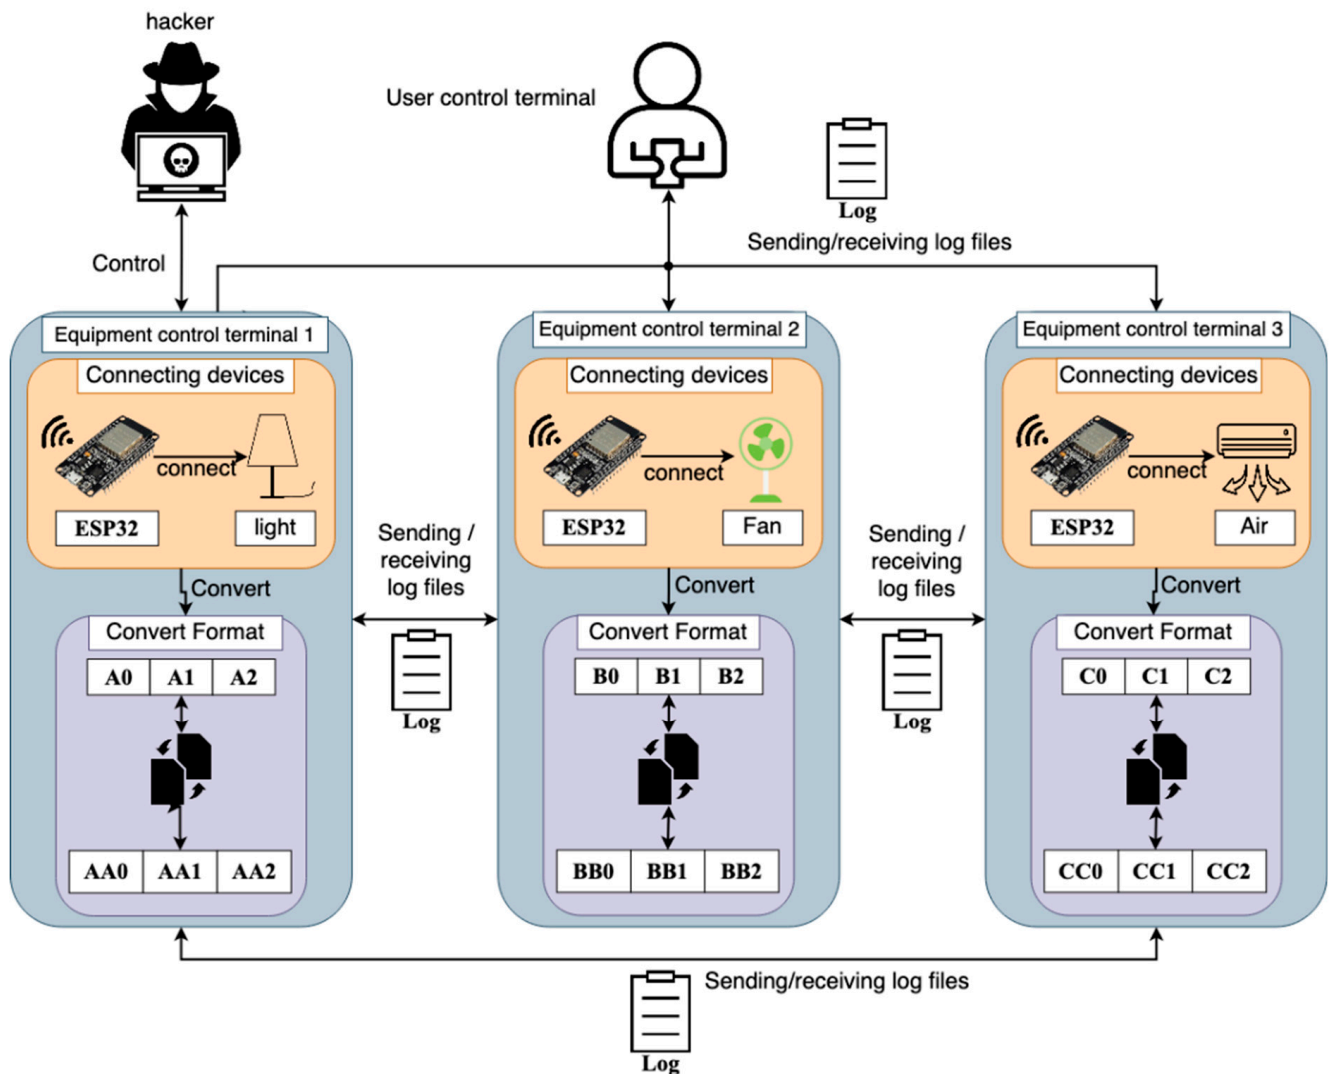 hacker
User control terminal
Log
Control
Sending/receiving log files
Equipment control terminal 1
Connecting devices
connect
ESP32
light
Convert
Convert Format
A0 A1 A2
AA0 AA1 AA2
Sending /
receiving
log files
Log
Equipment control terminal 2
Connecting devices
connect
ESP32
Fan
Convert
Convert Format
B0 B1 B2
BB0 BB1 BB2
Sending /
receiving
log files
Log
Equipment control terminal 3
Connecting devices
connect
ESP32
Air
Convert
Convert Format
C0 C1 C2
CC0 CC1 CC2
Sending/receiving log files
Log